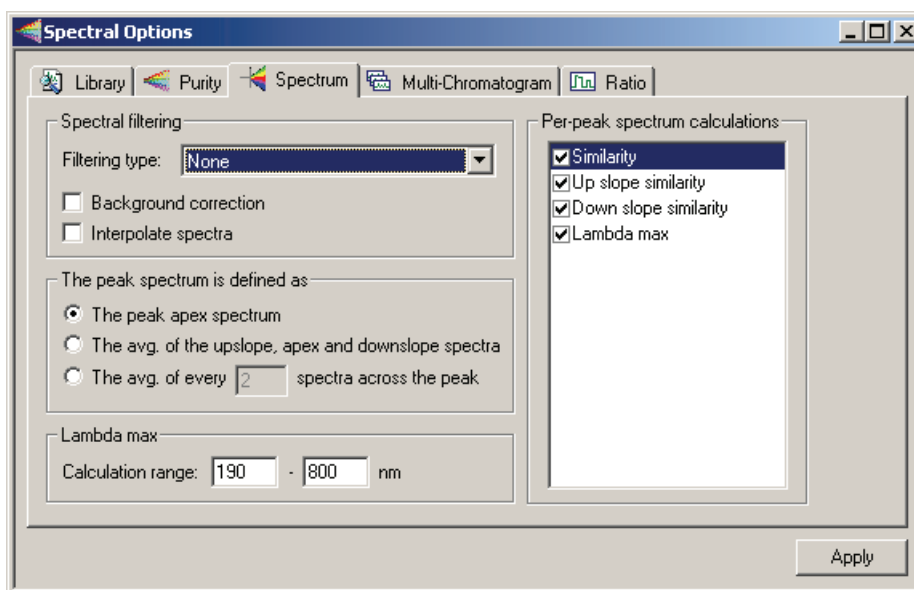 Spectral Options
Library
Purity
Spectrum
Multi-Chromatogram
Ratio
Spectral filtering
Filtering type: None
Background correction
Interpolate spectra
The peak spectrum is defined as
The peak apex spectrum
The avg. of the upslope, apex and downslope spectra
The avg. of every 2 spectra across the peak
Lambda max
Calculation range: 190 - 800 nm
Per-peak spectrum calculations
Similarity
Up slope similarity
Down slope similarity
Lambda max
Apply